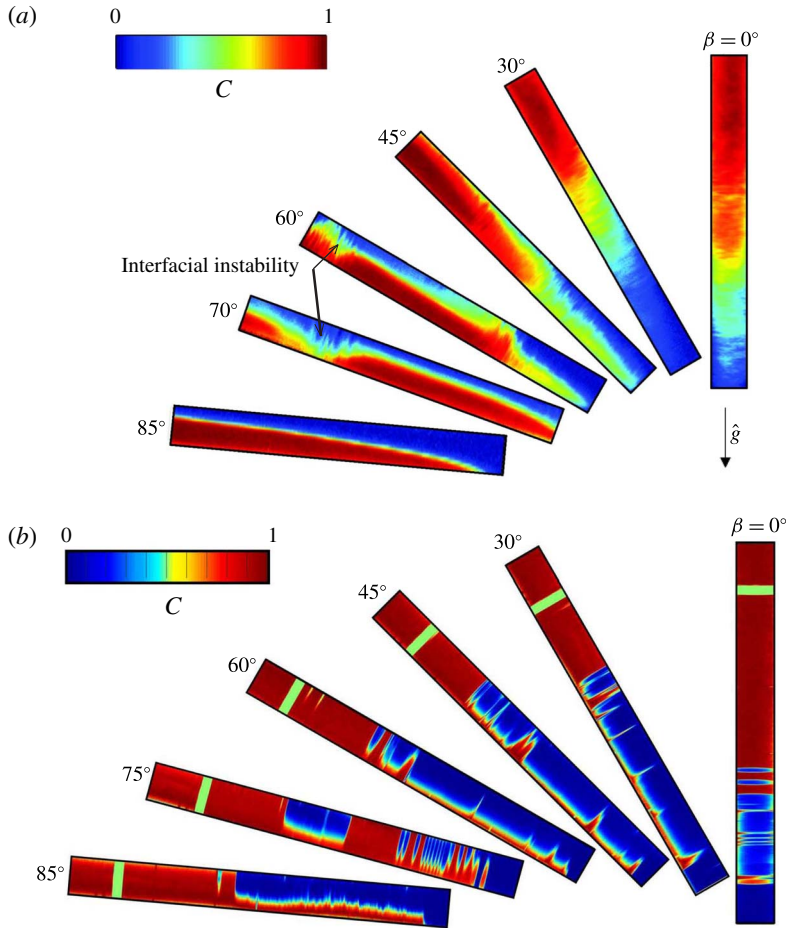 (a)
0 1
C
β = 0°
30°
45°
60°
Interfacial instability
70°
85°
ĝ
(b)
0 1
C
β = 0°
30°
45°
60°
75°
85°